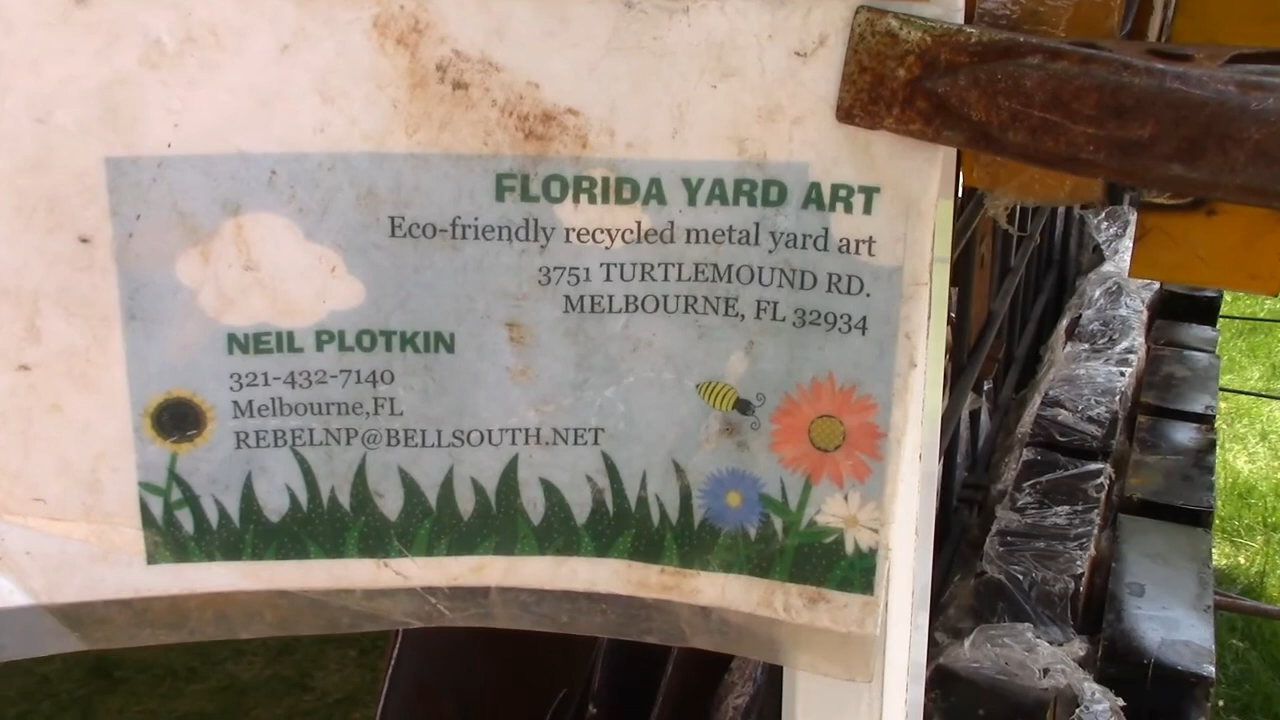 FLORIDA YARD ART
Eco-friendly recycled metal yard art
3751 TURTLEMOUND RD.
MELBOURNE, FL 32934
NEIL PLOTKIN
321-432-7140
Melbourne,FL
REBELNP@BELLSOUTH.NET